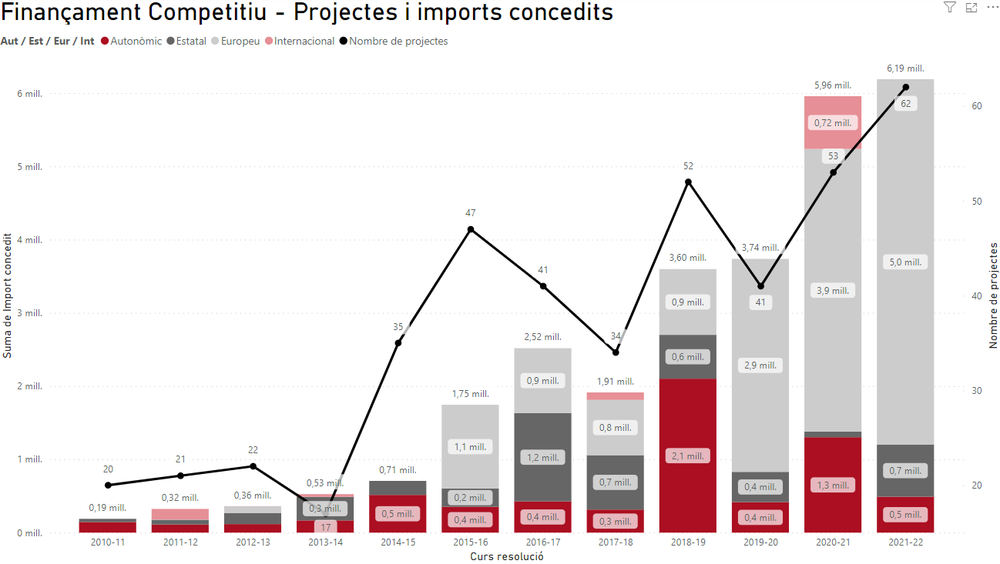 Finançament Competitiu - Projectes i imports concedits
Aut / Est / Eur / Int Autonòmic Estatal Europeu Internacional Nombre de projectes
6,19 mill.
5,96 mill.
6 mill.
62
60
0,72 mill.
53
52
5 mill.
50
47
4 mill.
3,74 mill.
3,60 mill.
5,0 mill.
41
3,9 mill.
40
0,9 mill.
41
3 mill.
35
34
2,52 mill.
0,6 mill.
2,9 mill.
0,9 mill.
1,91 mill.
2 mill.
1,75 mill.
30
0,8 mill.
1,1 mill.
1,2 mill.
2,1 mill.
1 mill.
22
21
20
0,71 mill.
0,7 mill.
0,53 mill.
0,7 mill.
1,3 mill.
0,4 mill.
20
0,36 mill.
0,32 mill.
0,2 mill.
0,19 mill.
0,3 mill.
0,5 mill.
0,5 mill.
0,4 mill.
0,4 mill.
0,4 mill.
0,3 mill.
17
0 mill.
2010-11 2011-12 2012-13 2013-14 2014-15 2015-16 2016-17 2017-18 2018-19 2019-20 2020-21 2021-22
Curs resolució
Suma de Import concedit
Nombre de projectes